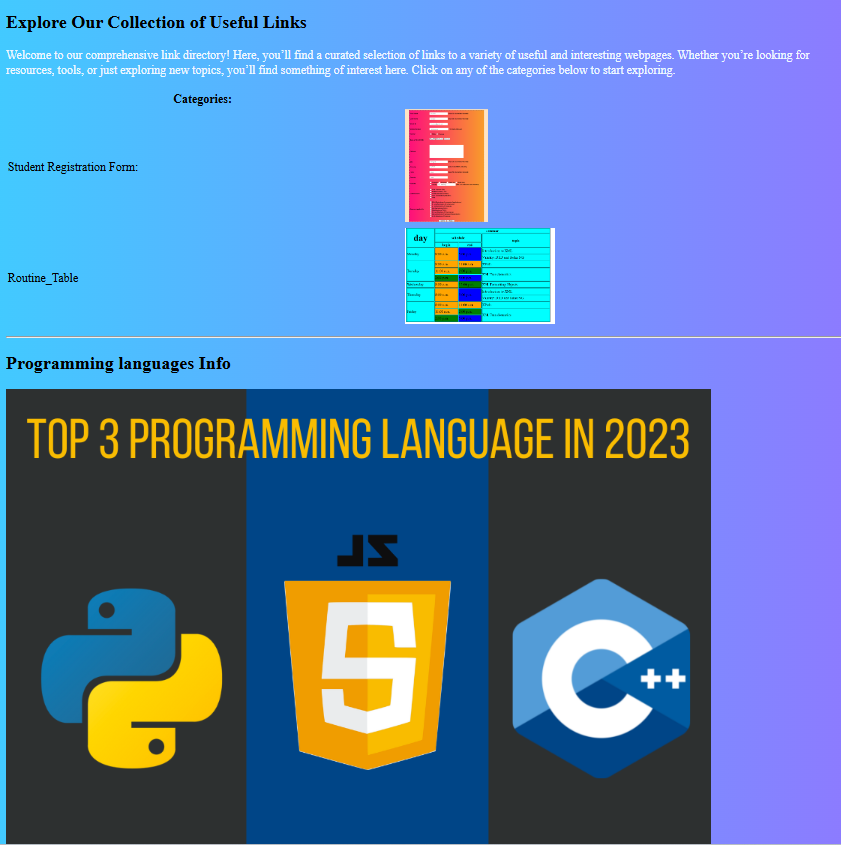 Explore Our Collection of Useful Links
Welcome to our comprehensive link directory! Here, you’ll find a curated selection of links to a variety of useful and interesting webpages. Whether you’re looking for
resources, tools, or just exploring new topics, you’ll find something of interest here. Click on any of the categories below to start exploring.
Categories:
Student Registration Form:
day
Routine_Table
Programming languages Info
TOP 3 PROGRAMMING LANGUAGE IN 2023
JS
5
C++